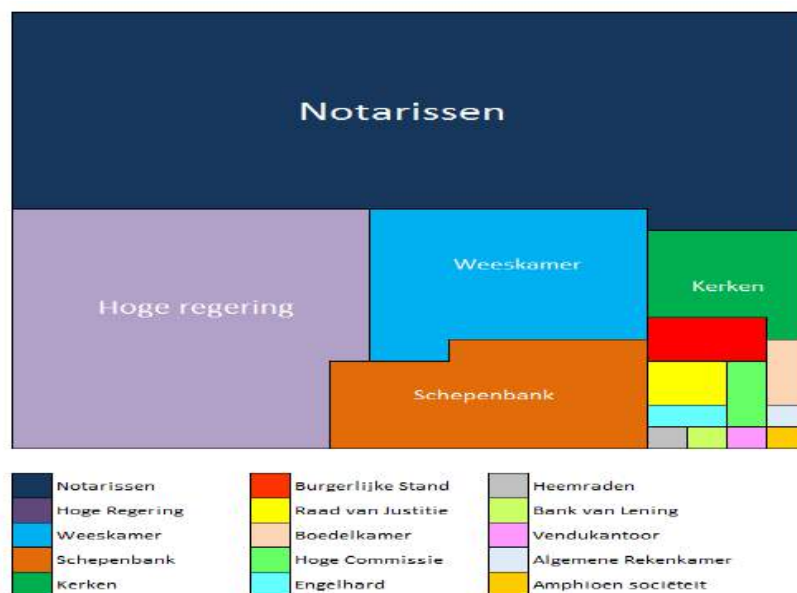 Notarissen
Weeskamer
Kerken
Hoge regering
Schepenbank
Notarissen
Hoge Regering
Weeskamer
Schepenbank
Kerken
Burgerlijke Stand
Raad van Justitie
Boedelkamer
Hoge Commissie
Engelhard
Heemraden
Bank van Lening
Vendukantoor
Algemene Rekenkamer
Amphioen sociëteit